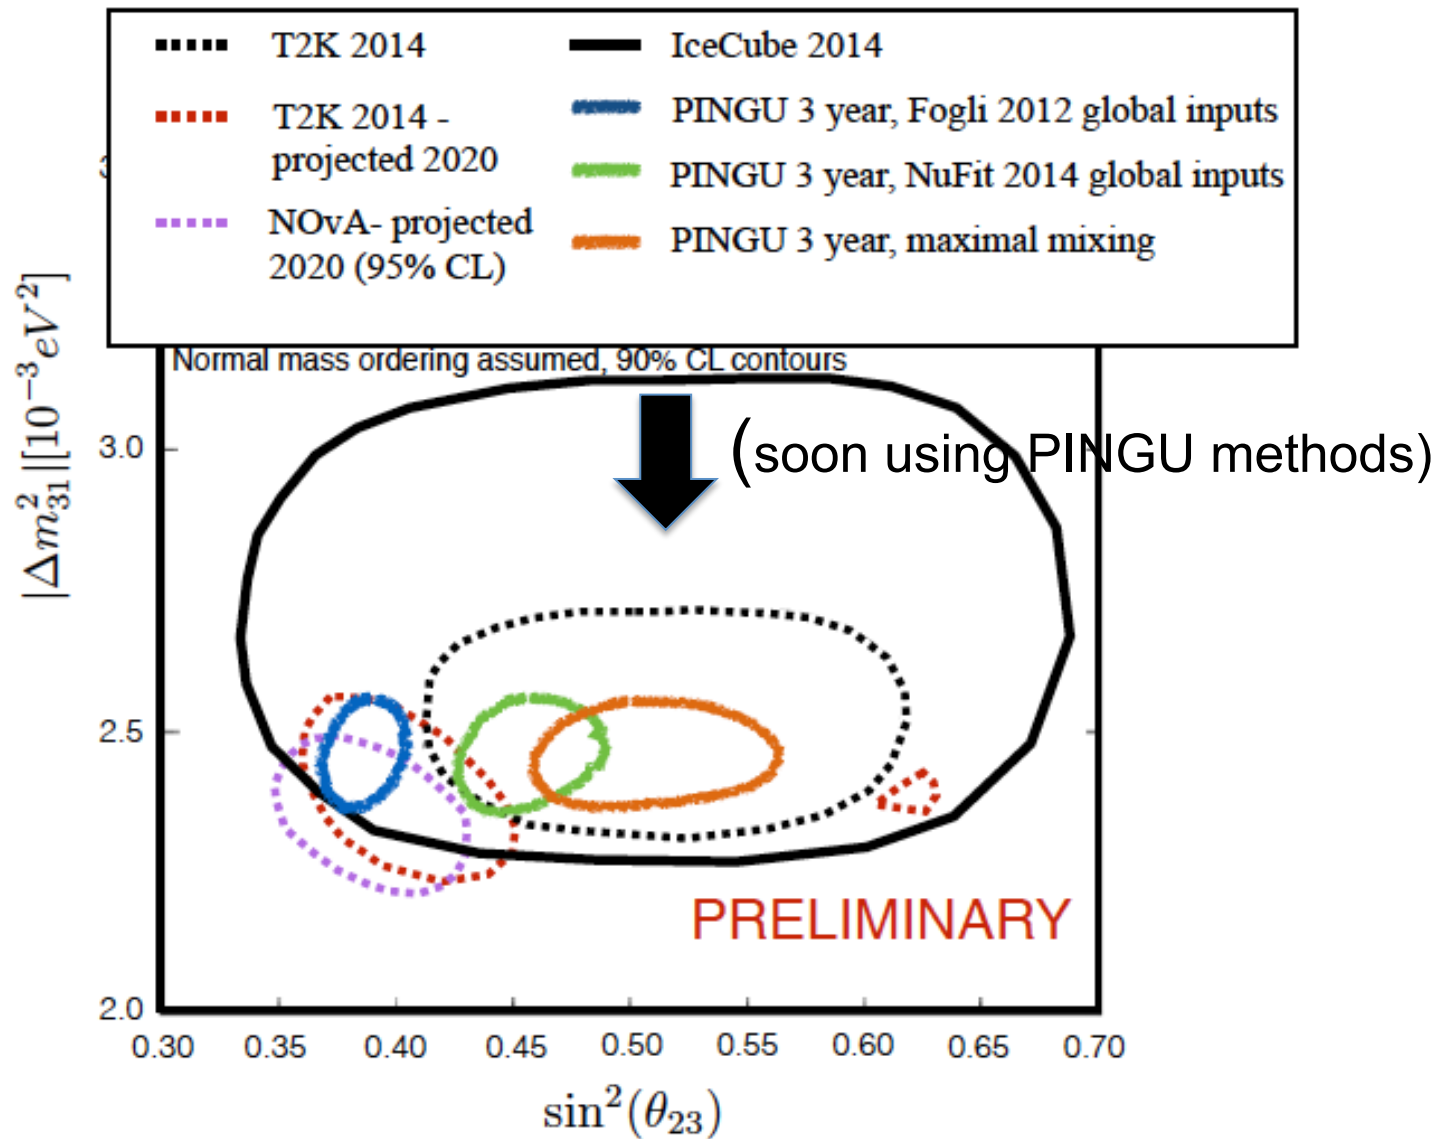 T2K 2014
T2K 2014 -
projected 2020
NOvA- projected
2020 (95% CL)
IceCube 2014
PINGU 3 year, Fogli 2012 global inputs
PINGU 3 year, NuFit 2014 global inputs
PINGU 3 year, maximal mixing
Normal mass ordering assumed, 90% CL contours
(soon using PINGU methods)
|Δm²₃₁|[10⁻³eV²]
3.0
2.5
2.0
PRELIMINARY
0.30 0.35 0.40 0.45 0.50 0.55 0.60 0.65 0.70
sin²(θ₂₃)